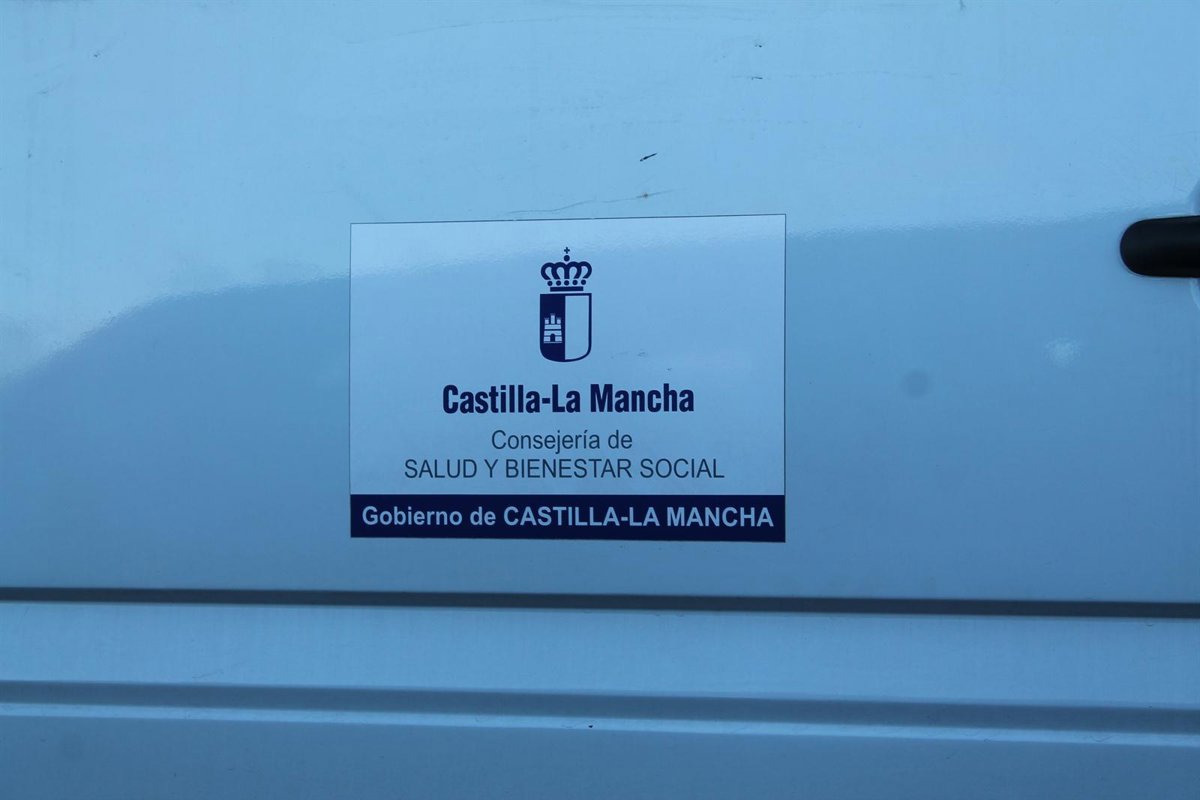 Castilla-La Mancha
Consejería de
SALUD Y BIENESTAR SOCIAL
Gobierno de CASTILLA-LA MANCHA